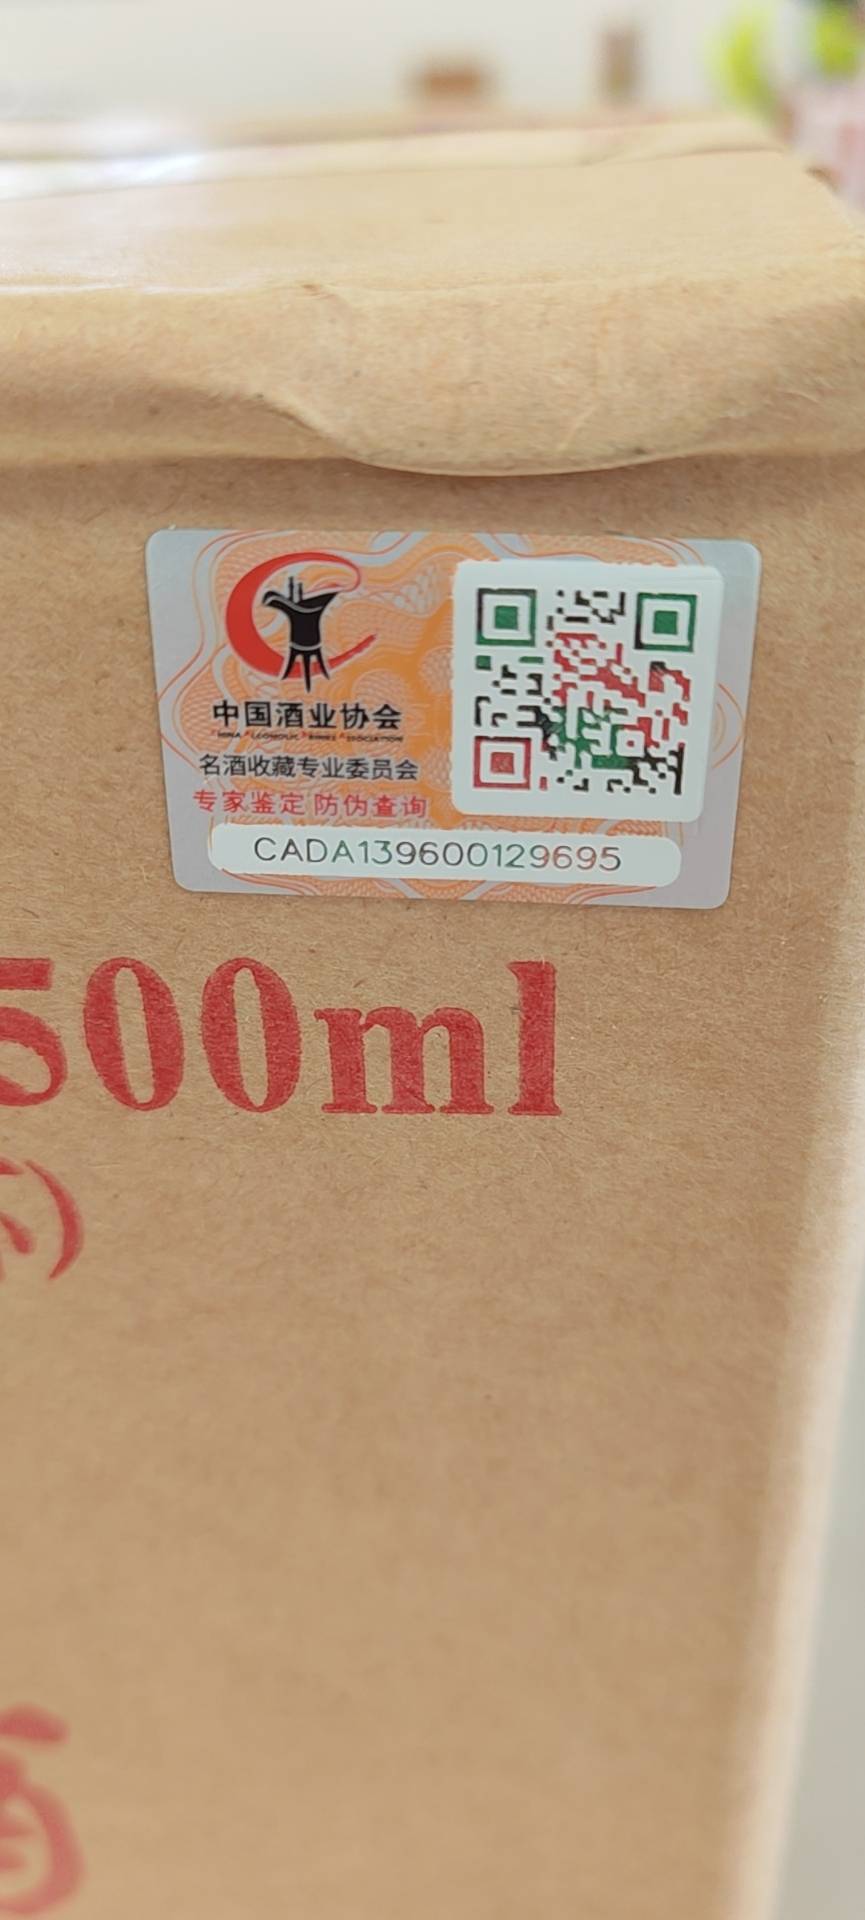 中国酒业协会
名酒收藏专业委员会
专家鉴定 防伪查询
CADA139600129695
500ml